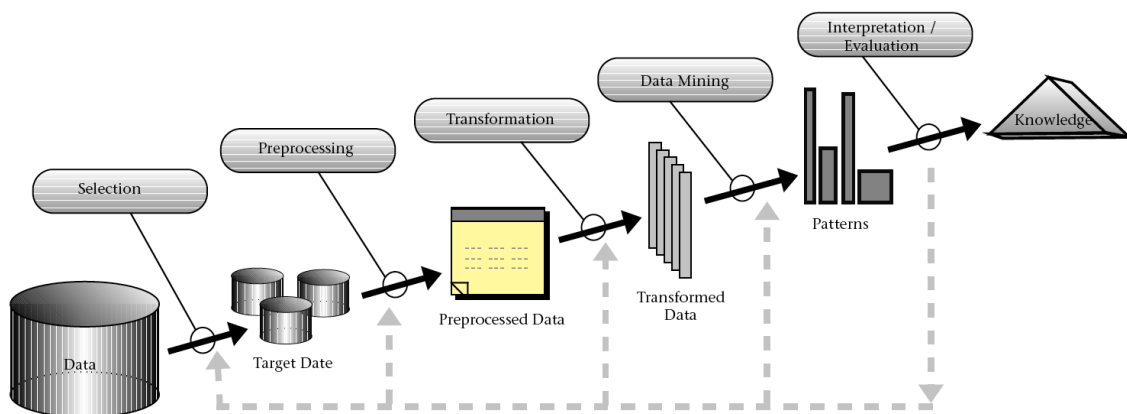 Interpretation /
Evaluation
Data Mining
Transformation
Preprocessing
Selection
Data
Target Date
Preprocessed Data
Transformed
Data
Patterns
Knowledge